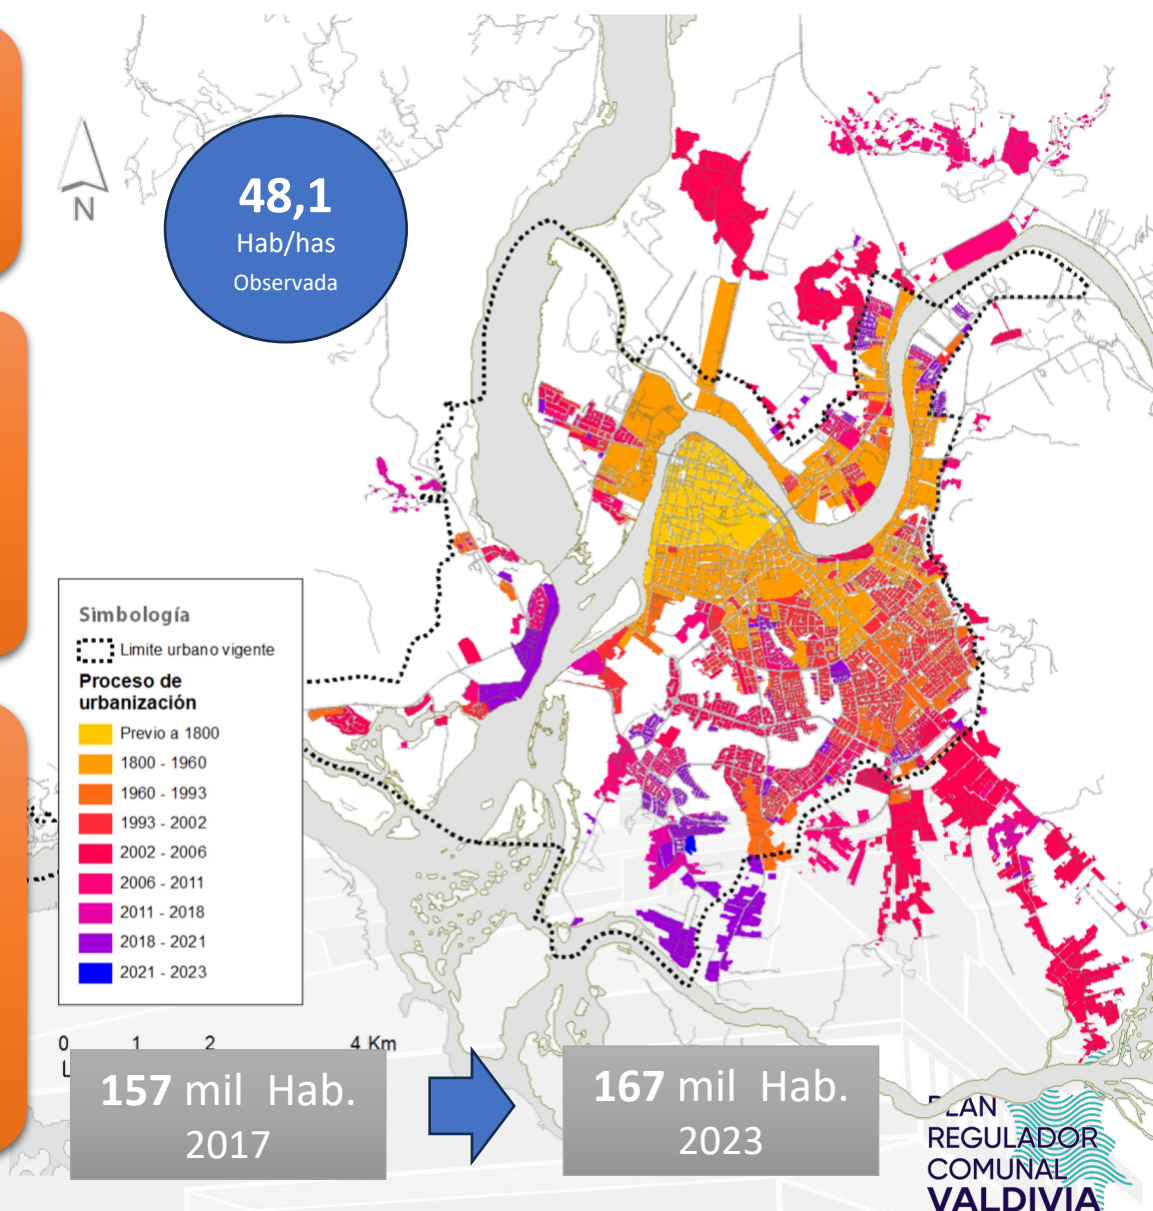 N
48,1
Hab/has
Observada
Simbología
Limite urbano vigente
Proceso de
urbanización
Previo a 1800
1800 - 1960
1960 - 1993
1993 - 2002
2002 - 2006
2006 - 2011
2011 - 2018
2018 - 2021
2021 - 2023
0 1 2 4 Km
157 mil Hab.
2017
167 mil Hab.
2023
PLAN
REGULADOR
COMUNAL
VALDIVIA